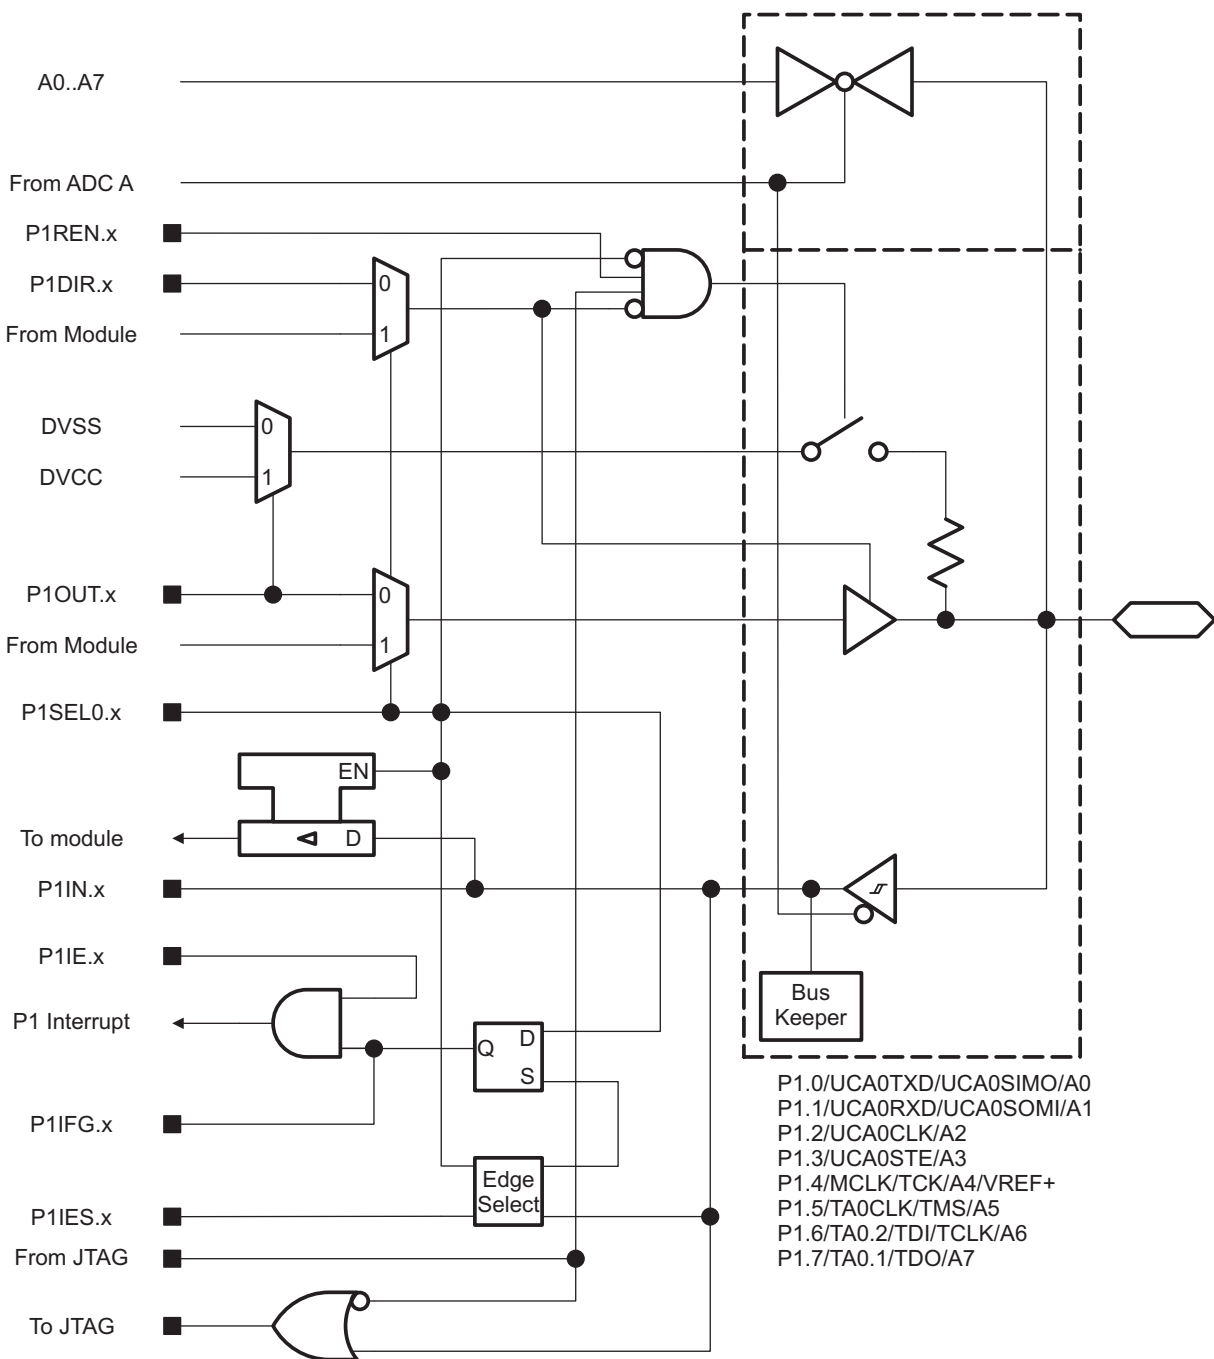 A0..A7
From ADC A
P1REN.x
P1DIR.x
0
From Module
1
DVSS
0
DVCC
1
P1OUT.x
0
From Module
1
P1SEL0.x
EN
To module
D
P1IN.x
P1IE.x
Bus
Keeper
P1 Interrupt
Q
D
S
P1.0/UCA0TXD/UCA0SIMO/A0
P1.1/UCA0RXD/UCA0SOMI/A1
P1.2/UCA0CLK/A2
P1.3/UCA0STE/A3
P1.4/MCLK/TCK/A4/VREF+
P1.5/TA0CLK/TMS/A5
P1.6/TA0.2/TDI/TCLK/A6
P1.7/TA0.1/TDO/A7
P1IFG.x
Edge
Select
P1IES.x
From JTAG
To JTAG